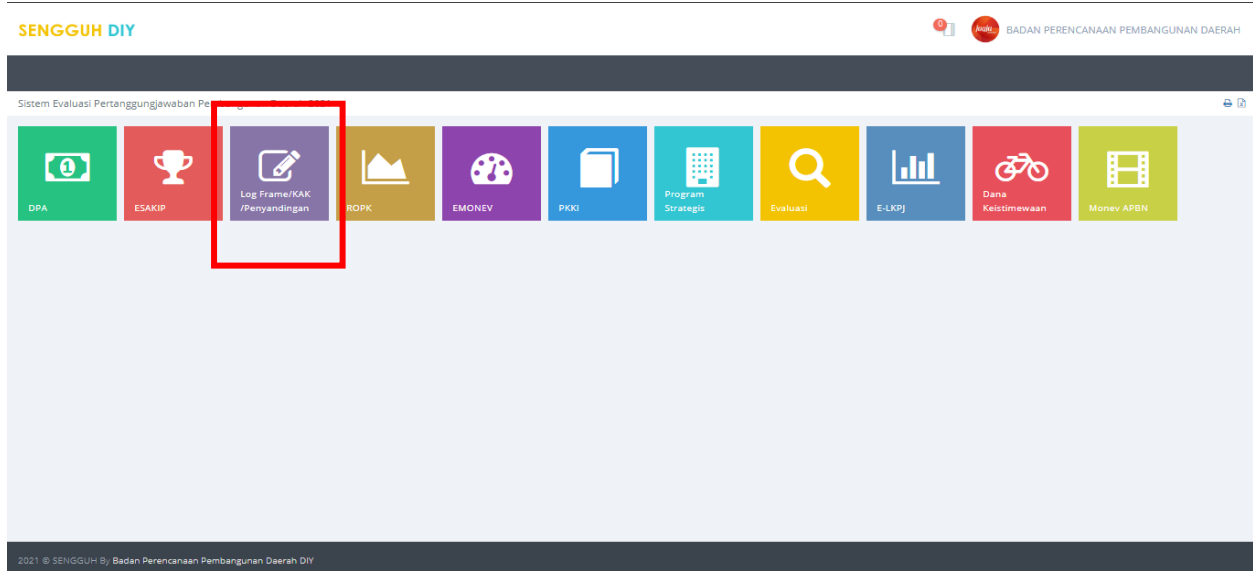 SENGGUH DIY
0
Jogja
BADAN PERENCANAAN PEMBANGUNAN DAERAH
Sistem Evaluasi Pertanggungjawaban
DPA
ESAKIP
Log Frame/KAK
/Penyandingan
ROPK
EMONEV
PKKI
Program
Strategis
Evaluasi
E-LKPJ
Dana
Keistimewaan
Monev APBN
2021 © SENGGUH By Badan Perencanaan Pembangunan Daerah DIY